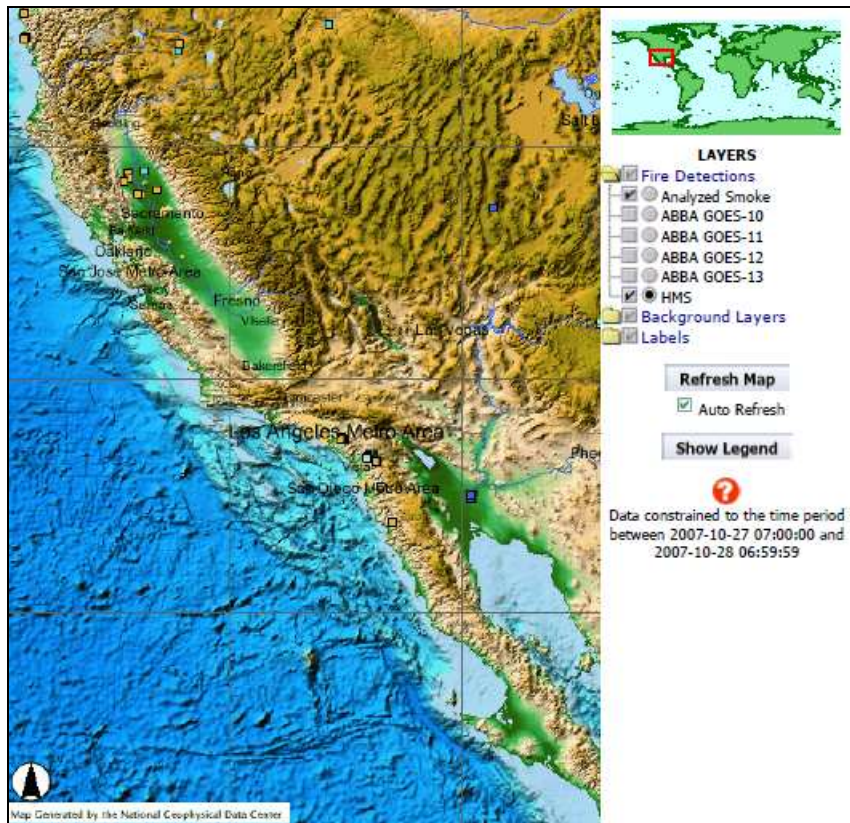 Sacramento
Fairfield
Oakland
San Jose Metro Area
Salinas
Fresno
Visalia
Las Vegas
Bakersfield
Lancaster
Los Angeles Metro Area
Vista
San Diego Metro Area
Reno
Salt L
Pho
Map Generated by the National Geophysical Data Center
LAYERS
Fire Detections
Analyzed Smoke
ABBA GOES-10
ABBA GOES-11
ABBA GOES-12
ABBA GOES-13
HMS
Background Layers
Labels
Refresh Map
Auto Refresh
Show Legend
?
Data constrained to the time period
between 2007-10-27 07:00:00 and
2007-10-28 06:59:59